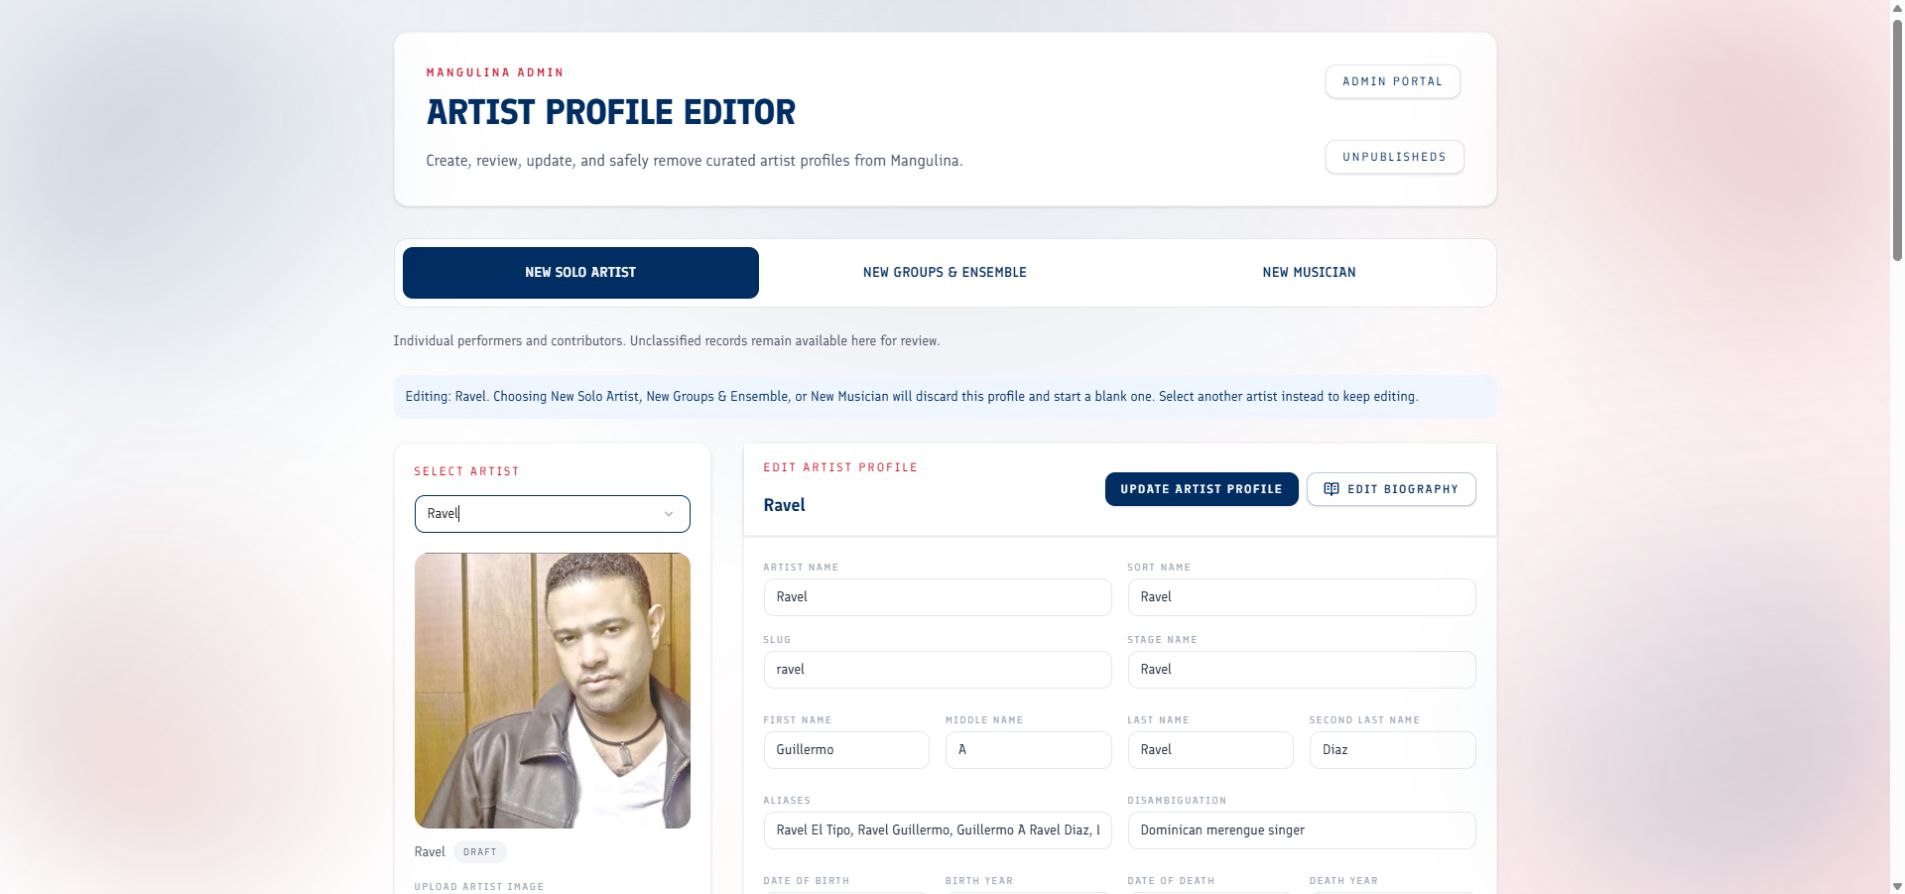 MANGULINA ADMIN
ARTIST PROFILE EDITOR
Create, review, update, and safely remove curated artist profiles from Mangulina.
ADMIN PORTAL
UNPUBLISHEDS
NEW SOLO ARTIST
NEW GROUPS & ENSEMBLE
NEW MUSICIAN
Individual performers and contributors. Unclassified records remain available here for review.
Editing: Ravel. Choosing New Solo Artist, New Groups & Ensemble, or New Musician will discard this profile and start a blank one. Select another artist instead to keep editing.
SELECT ARTIST
Ravel
Ravel DRAFT
UPLOAD ARTIST IMAGE
EDIT ARTIST PROFILE
Ravel
UPDATE ARTIST PROFILE
EDIT BIOGRAPHY
ARTIST NAME
Ravel
SORT NAME
Ravel
SLUG
ravel
STAGE NAME
Ravel
FIRST NAME
Guillermo
MIDDLE NAME
A
LAST NAME
Ravel
SECOND LAST NAME
Diaz
ALIASES
Ravel El Tipo, Ravel Guillermo, Guillermo A Ravel Diaz,
DISAMBIGUATION
Dominican merengue singer
DATE OF BIRTH
BIRTH YEAR
DATE OF DEATH
DEATH YEAR